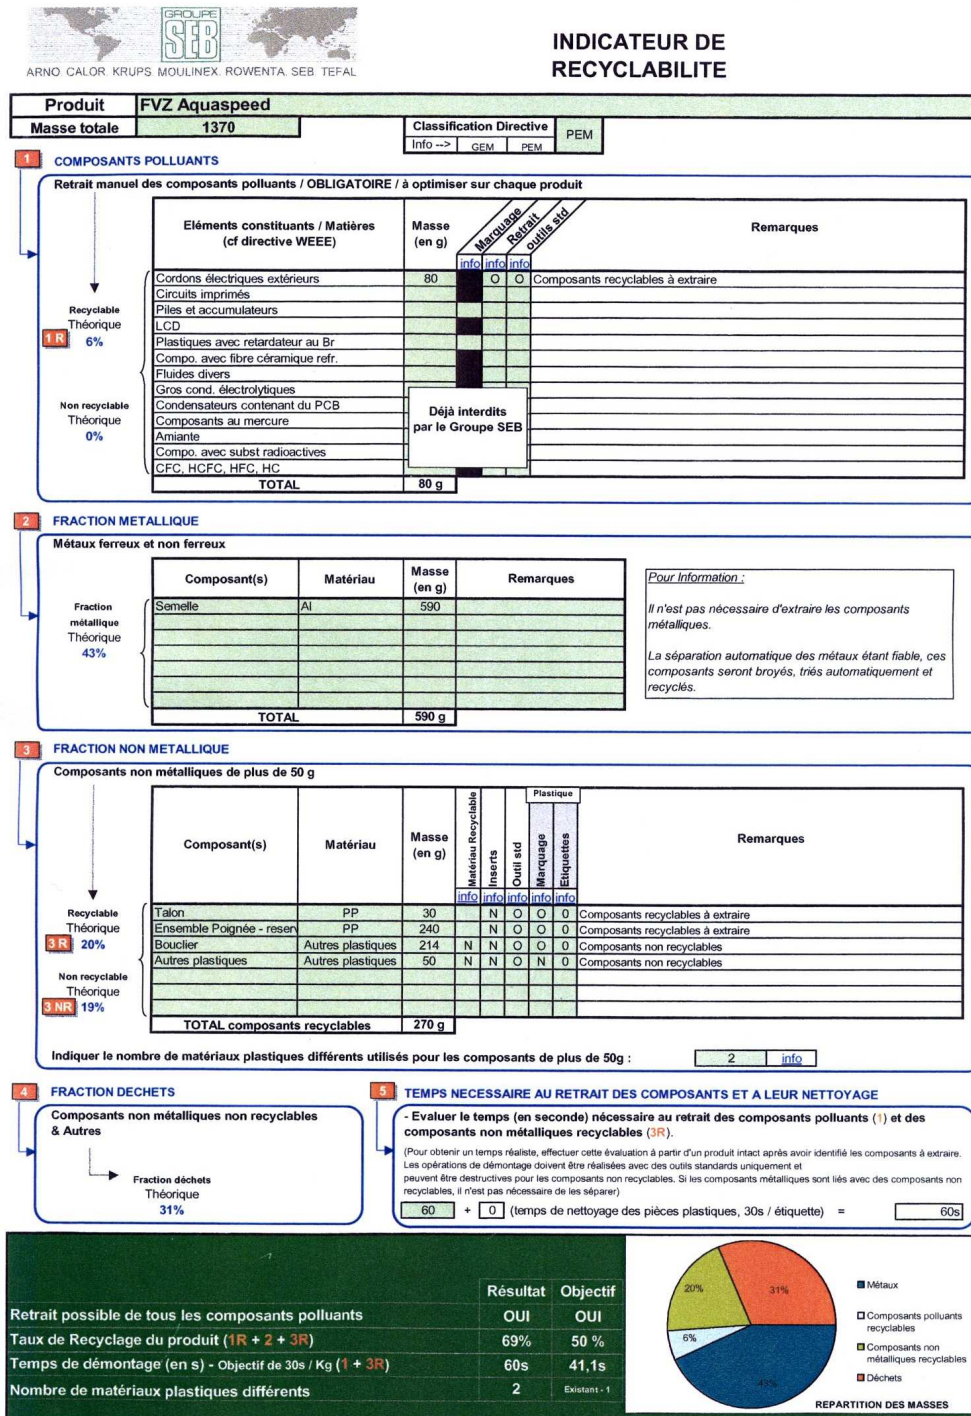 GROUPE
SEB
ARNO. CALOR. KRUPS. MOULINEX. ROWENTA. SEB. TEFAL
INDICATEUR DE
RECYCLABILITE
Produit FVZ Aquaspeed
Masse totale 1370
Classification Directive PEM
Info --> GEM PEM
1 COMPOSANTS POLLUANTS
Retrait manuel des composants polluants / OBLIGATOIRE / à optimiser sur chaque produit
Eléments constituants / Matières
(cf directive WEEE)
Masse
(en g)
Marquage
Retrait
outils std
Remarques
info info info
Cordons électriques extérieurs 80 O O Composants recyclables à extraire
Circuits imprimés
Piles et accumulateurs
LCD
Plastiques avec retardateur au Br
Compo. avec fibre céramique refr.
Fluides divers
Gros cond. électrolytiques
Condensateurs contenant du PCB
Composants au mercure
Amiante
Compo. avec subst radioactives
CFC, HCFC, HFC, HC
Déjà interdits
par le Groupe SEB
TOTAL 80 g
Recyclable
Théorique
1 R 6%
Non recyclable
Théorique
0%
2 FRACTION METALLIQUE
Métaux ferreux et non ferreux
Composant(s) Matériau Masse
(en g) Remarques
Semelle Al 590
TOTAL 590 g
Fraction
métallique
Théorique
43%
Pour Information :
Il n'est pas nécessaire d'extraire les composants
métalliques.
La séparation automatique des métaux étant fiable, ces
composants seront broyés, triés automatiquement et
recyclés.
3 FRACTION NON METALLIQUE
Composants non métalliques de plus de 50 g
Composant(s) Matériau Masse
(en g)
Matériau Recyclable
Inserts
Outil std
Plastique
Marquage
Etiquettes
Remarques
info info info info info
Talon PP 30 N O O 0 Composants recyclables à extraire
Ensemble Poignée - reserv PP 240 N O O 0 Composants recyclables à extraire
Bouclier Autres plastiques 214 N N O O 0 Composants non recyclables
Autres plastiques Autres plastiques 50 N N O N 0 Composants non recyclables
TOTAL composants recyclables 270 g
Recyclable
Théorique
3 R 20%
Non recyclable
Théorique
3 NR 19%
Indiquer le nombre de matériaux plastiques différents utilisés pour les composants de plus de 50g : 2 info
4 FRACTION DECHETS
Composants non métalliques non recyclables
& Autres
Fraction déchets
Théorique
31%
5 TEMPS NECESSAIRE AU RETRAIT DES COMPOSANTS ET A LEUR NETTOYAGE
- Evaluer le temps (en seconde) nécessaire au retrait des composants polluants (1) et des
composants non métalliques recyclables (3R).
(Pour obtenir un temps réaliste, effectuer cette évaluation à partir d'un produit intact après avoir identifié les composants à extraire.
Les opérations de démontage doivent être réalisées avec des outils standards uniquement et
peuvent être destructives pour les composants non recyclables. Si les composants métalliques sont liés avec des composants non
recyclables, il n'est pas nécessaire de les séparer)
60 + 0 (temps de nettoyage des pièces plastiques, 30s / étiquette) = 60s
Résultat Objectif
Retrait possible de tous les composants polluants OUI OUI
Taux de Recyclage du produit (1R + 2 + 3R) 69% 50 %
Temps de démontage (en s) - Objectif de 30s / Kg (1 + 3R) 60s 41,1s
Nombre de matériaux plastiques différents 2 Existant - 1
20%
31%
6%
43%
Métaux
Composants polluants
recyclables
Composants non
métalliques recyclables
Déchets
REPARTITION DES MASSES